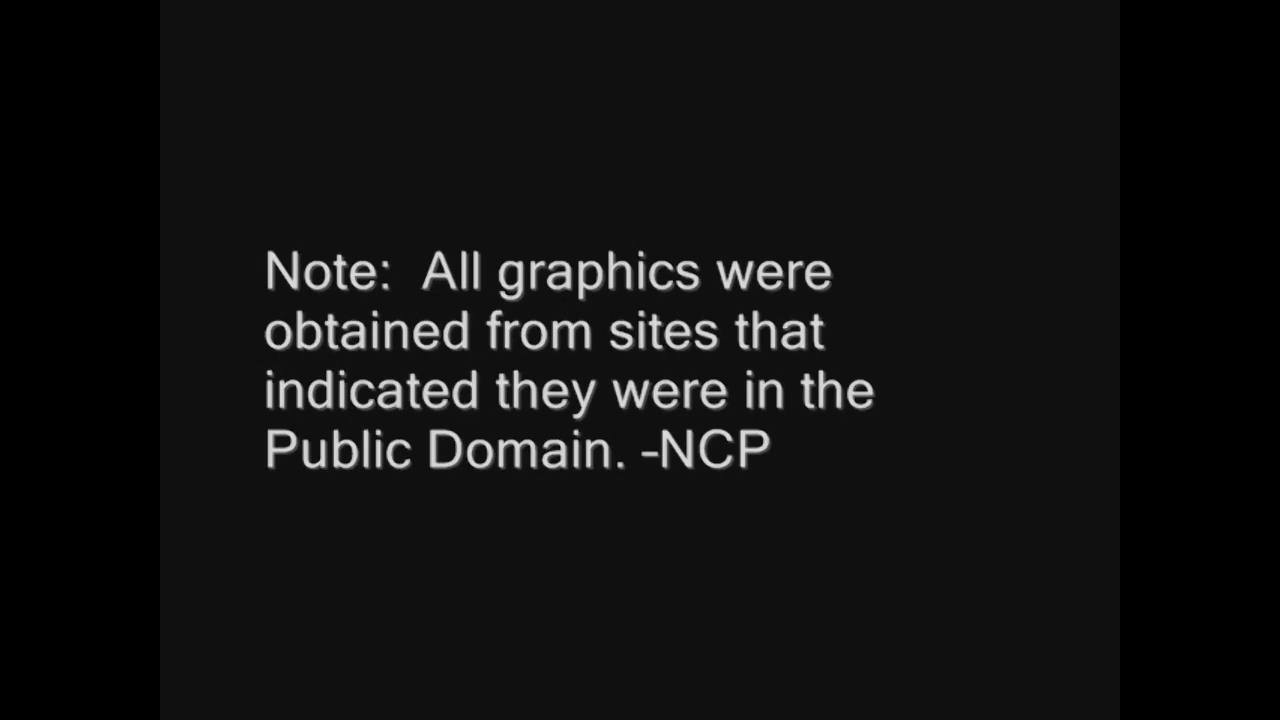 Note:  All graphics were
obtained from sites that
indicated they were in the
Public Domain. -NCP